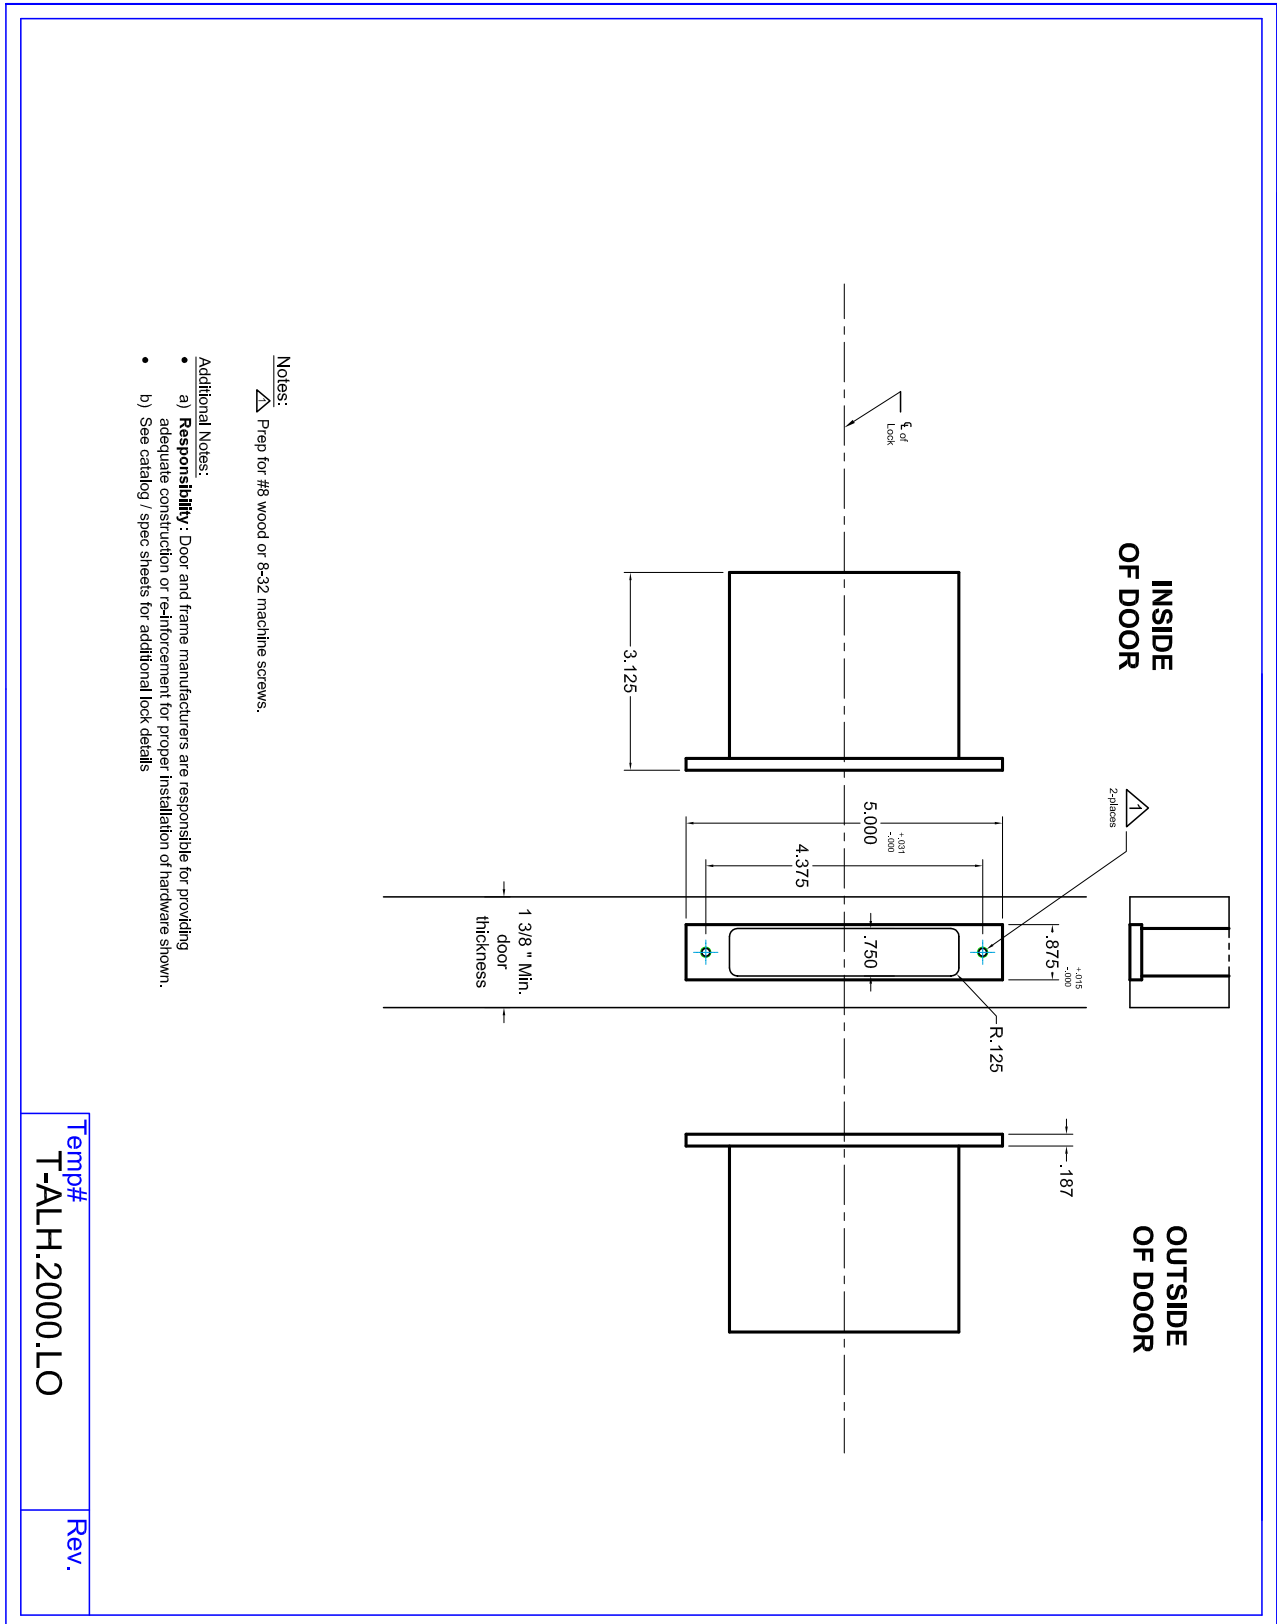 INSIDE
OF DOOR
OUTSIDE
OF DOOR
℄ of
Lock
1
2-places
.875 +.015
-.000
R.125
.187
5.000 +.031
-.000
4.375
.750
3.125
1 3/8 " Min.
door
thickness
Notes:
1 Prep for #8 wood or 8-32 machine screws.
Additional Notes:
• a) Responsibility: Door and frame manufacturers are responsible for providing
adequate construction or re-inforcement for proper installation of hardware shown.
• b) See catalog / spec sheets for additional lock details
Temp#
T-ALH.2000.LO
Rev.